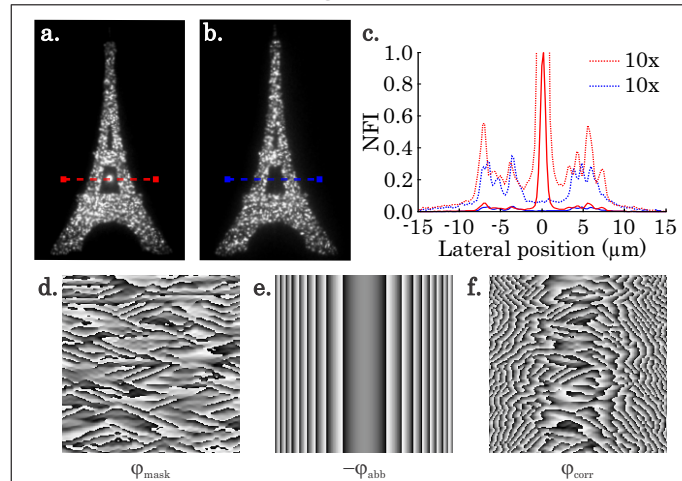 a.
b.
c.
1.0
0.8
0.6
0.4
0.2
0.0
NFI
10x
10x
-15
-10
-5
0
5
10
15
Lateral position (μm)
d.
e.
f.
φmask
−φabb
φcorr